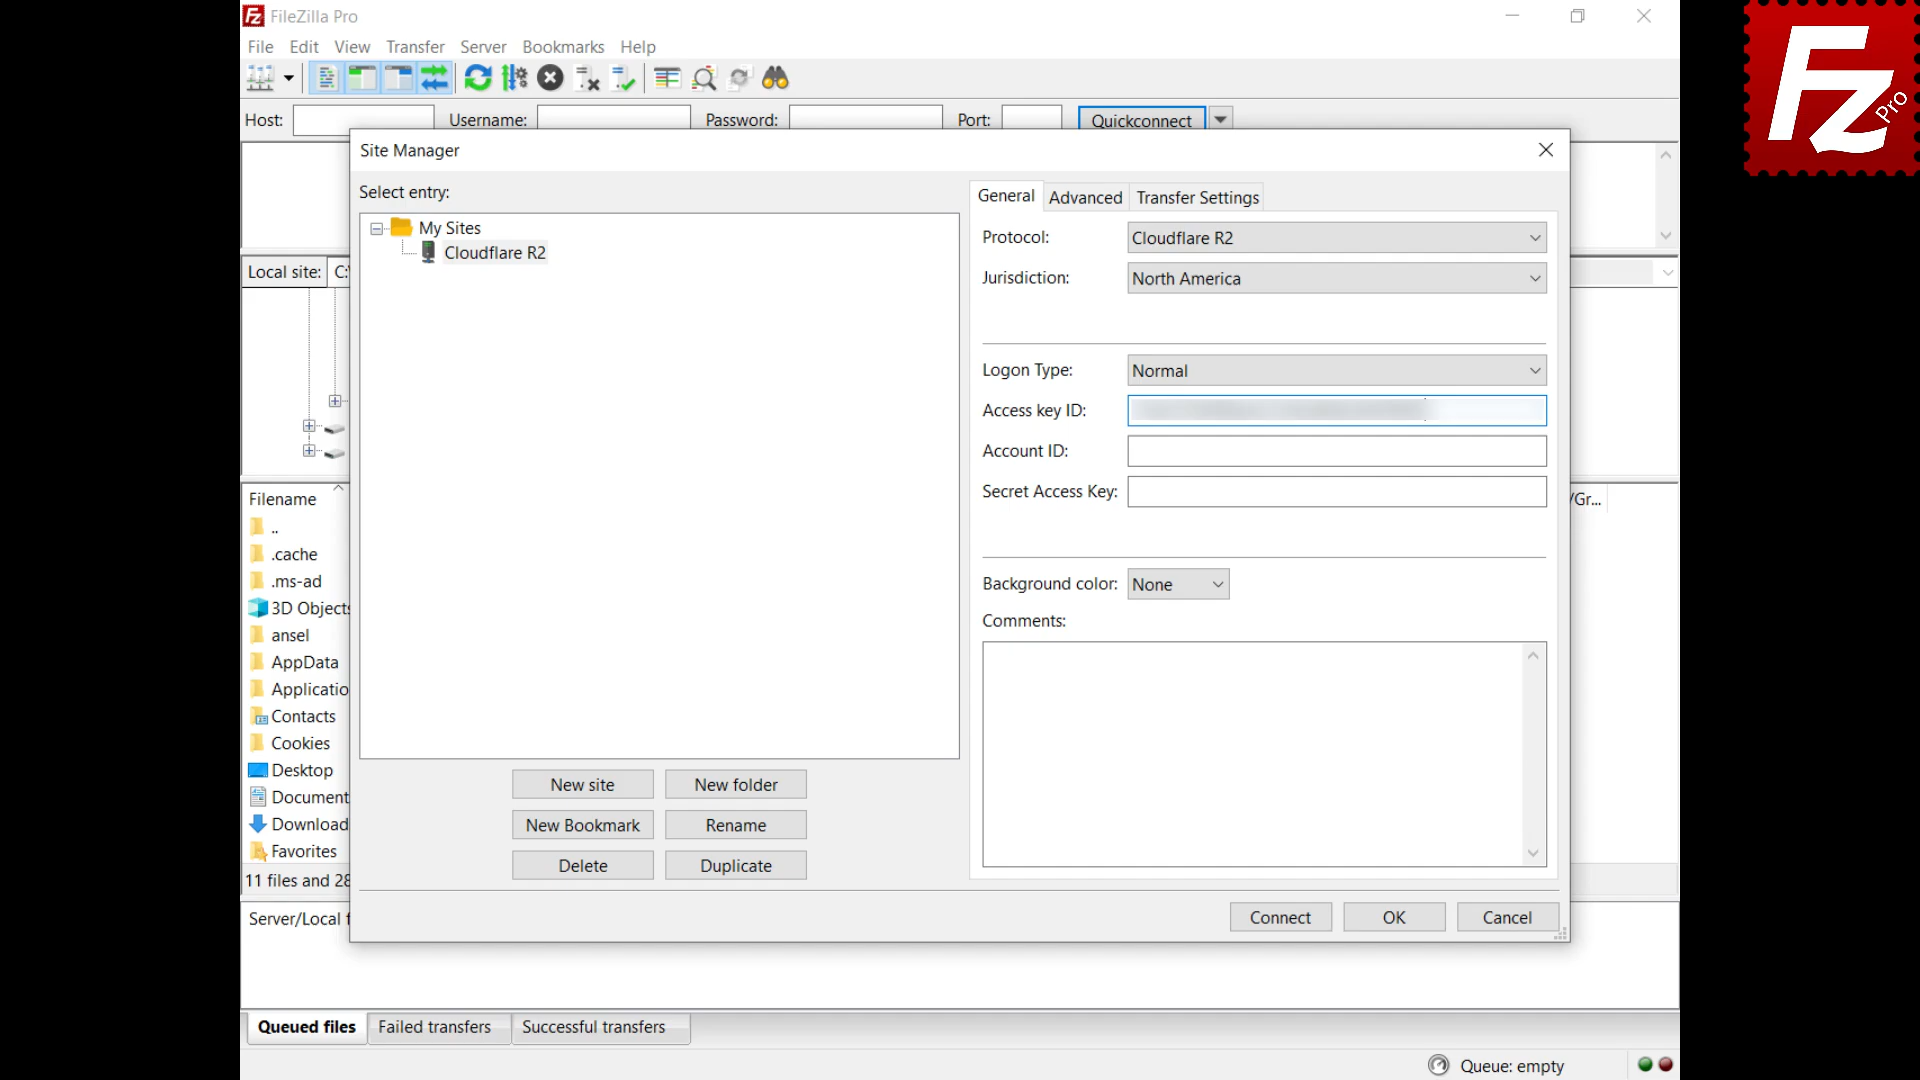 FileZilla Pro
File Edit View Transfer Server Bookmarks Help
Host: Username: Password: Port: Quickconnect
Site Manager
Select entry:
My Sites
Cloudflare R2
General Advanced Transfer Settings
Protocol: Cloudflare R2
Jurisdiction: North America
Logon Type: Normal
Access key ID:
Account ID:
Secret Access Key:
Background color: None
Comments:
New site New folder
New Bookmark Rename
Delete Duplicate
Connect OK Cancel
Local site: C:\
Filename
/Gr...
..
.cache
.ms-ad
3D Objects
ansel
AppData
Applicatio
Contacts
Cookies
Desktop
Document
Download
Favorites
11 files and 28
Server/Local f
Queued files Failed transfers Successful transfers
Queue: empty
Fz Pro